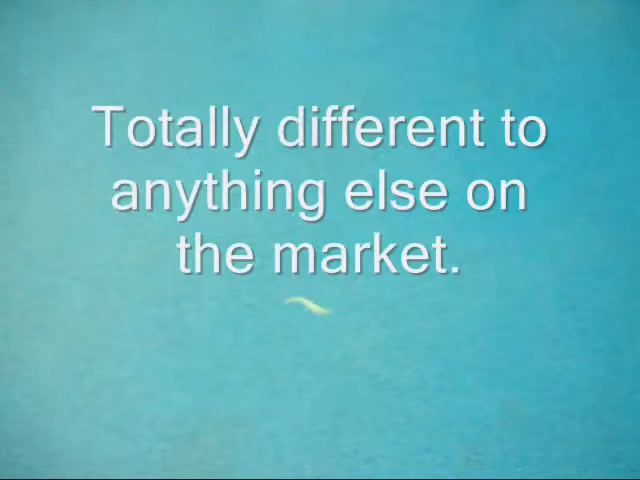 Totally different to
anything else on
the market.